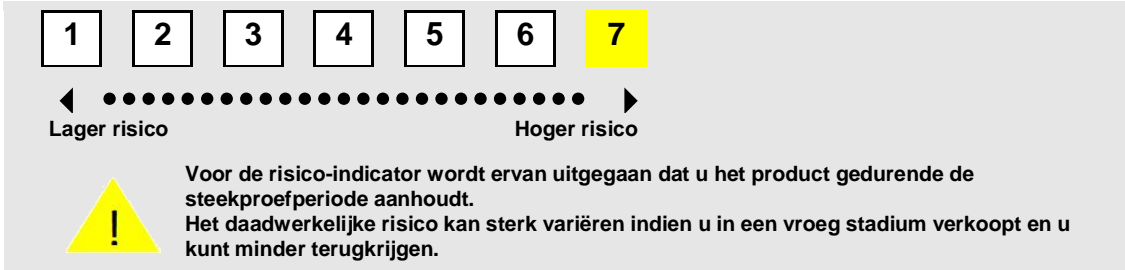 1 2 3 4 5 6 7
Lager risico Hoger risico
Voor de risico-indicator wordt ervan uitgegaan dat u het product gedurende de
steekproefperiode aanhoudt.
Het daadwerkelijke risico kan sterk variëren indien u in een vroeg stadium verkoopt en u
kunt minder terugkrijgen.
!